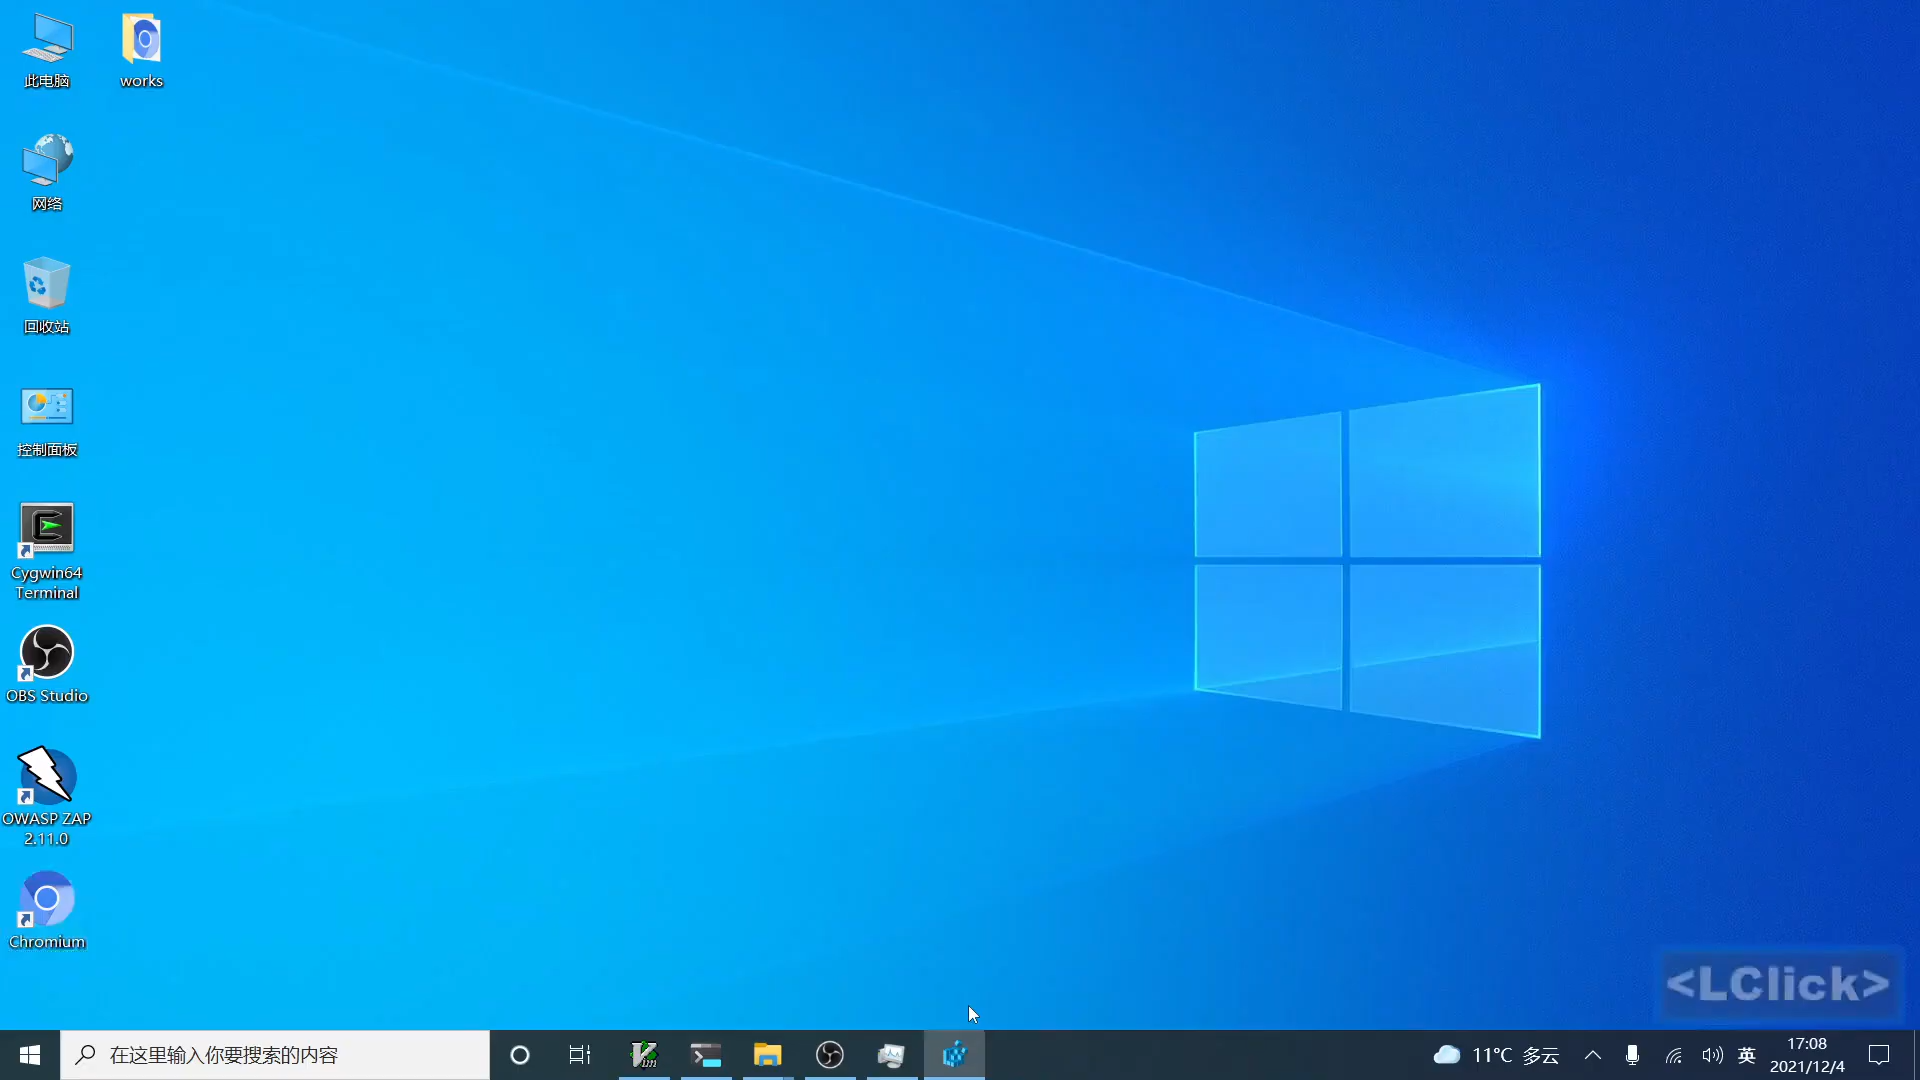 此电脑
works
网络
回收站
控制面板
Cygwin64
Terminal
OBS Studio
OWASP ZAP
2.11.0
Chromium
<LClick>
在这里输入你要搜索的内容
11°C 多云
英
17:08
2021/12/4